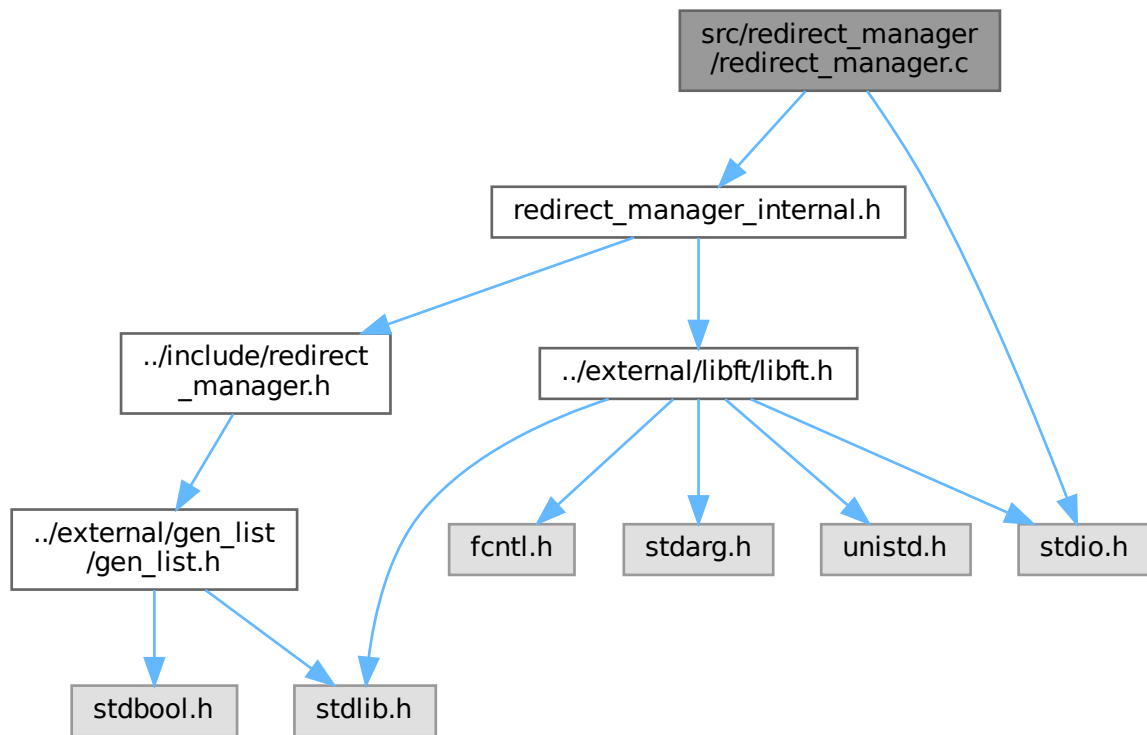 src/redirect_manager
/redirect_manager.c
redirect_manager_internal.h
../include/redirect
_manager.h
../external/libft/libft.h
../external/gen_list
/gen_list.h
fcntl.h
stdarg.h
unistd.h
stdio.h
stdbool.h
stdlib.h